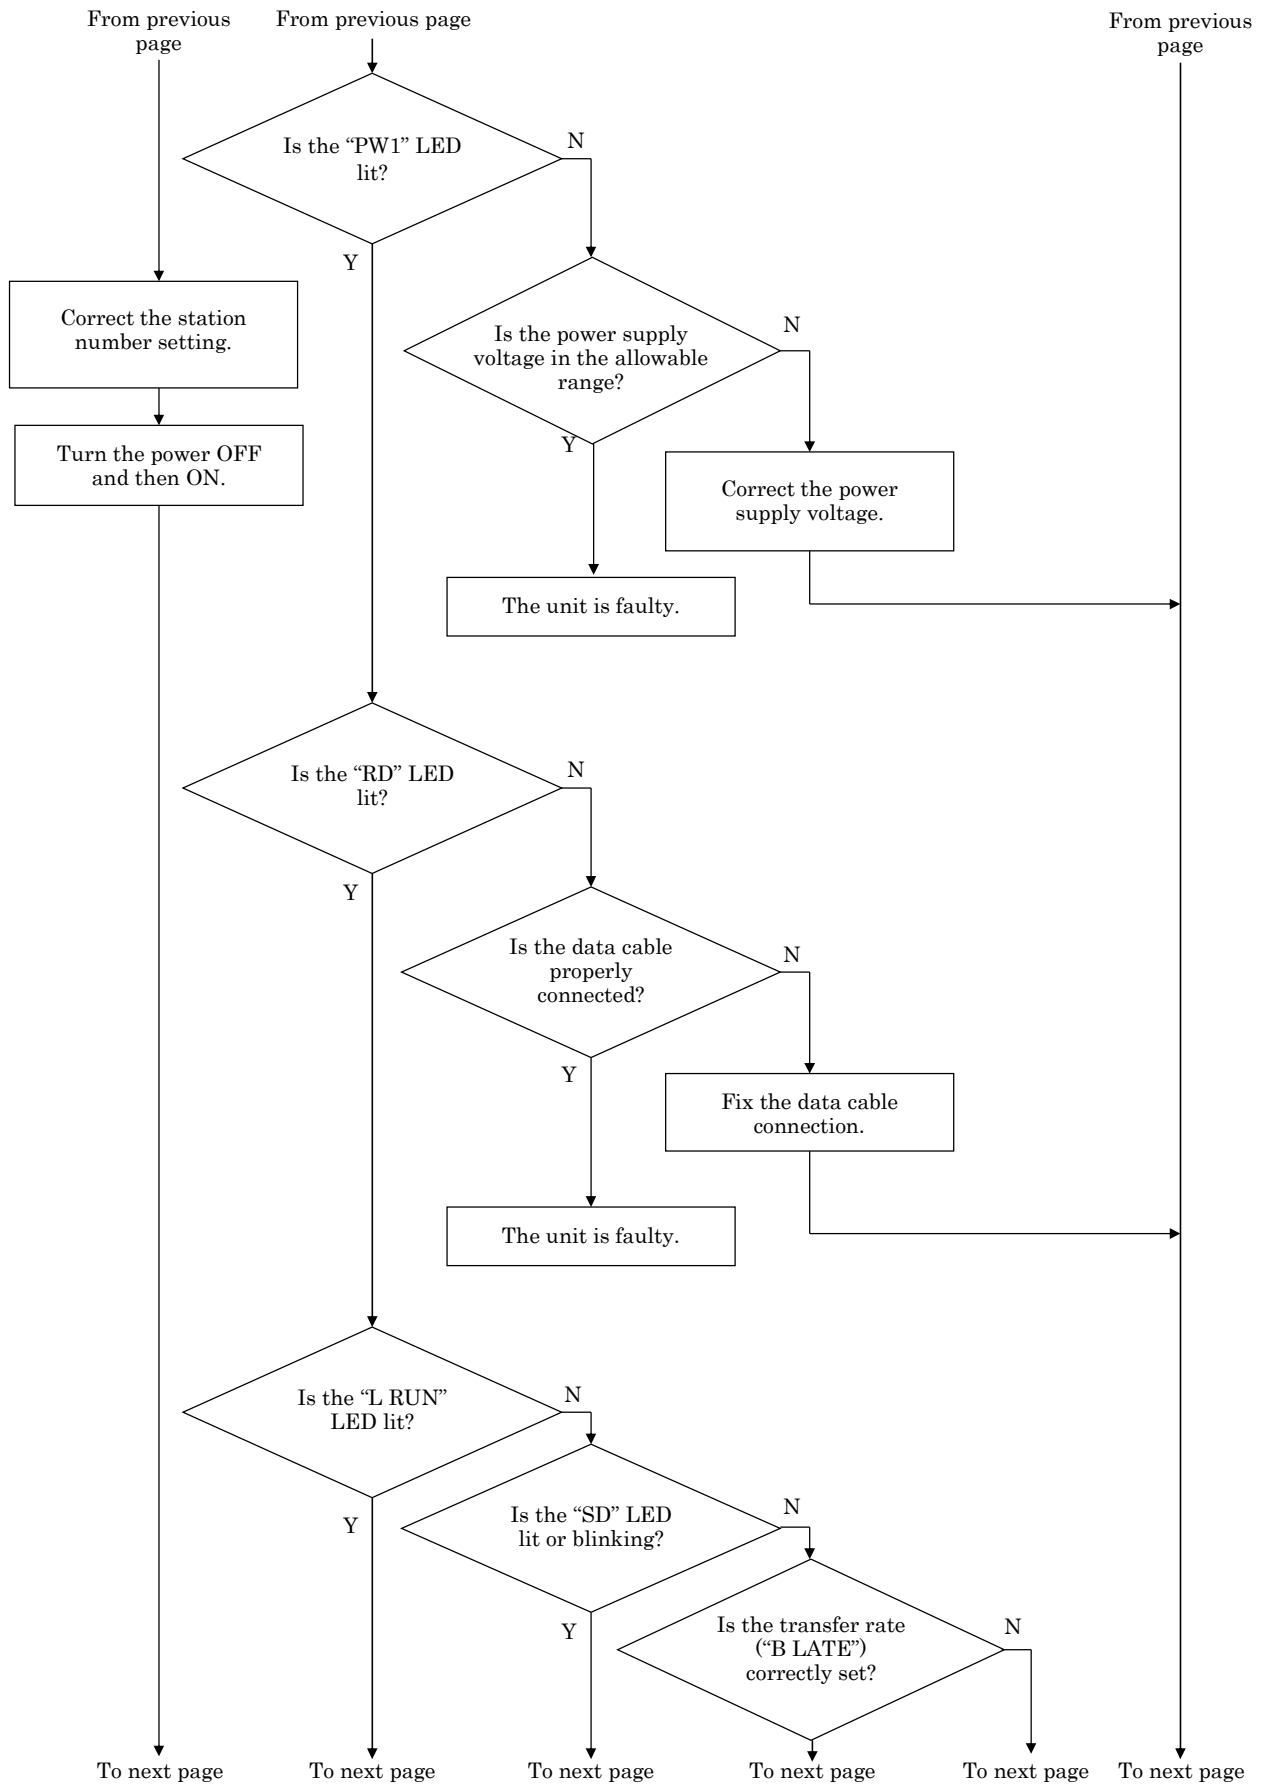 From previous
page
From previous page
From previous
page
Is the “PW1” LED
lit?
N
Y
Correct the station
number setting.
Is the power supply
voltage in the allowable
range?
N
Y
Turn the power OFF
and then ON.
Correct the power
supply voltage.
The unit is faulty.
Is the “RD” LED
lit?
N
Y
Is the data cable
properly
connected?
N
Y
Fix the data cable
connection.
The unit is faulty.
Is the “L RUN”
LED lit?
N
Y
Is the “SD” LED
lit or blinking?
N
Y
Is the transfer rate
(“B LATE”)
correctly set?
N
To next page
To next page
To next page
To next page
To next page
To next page